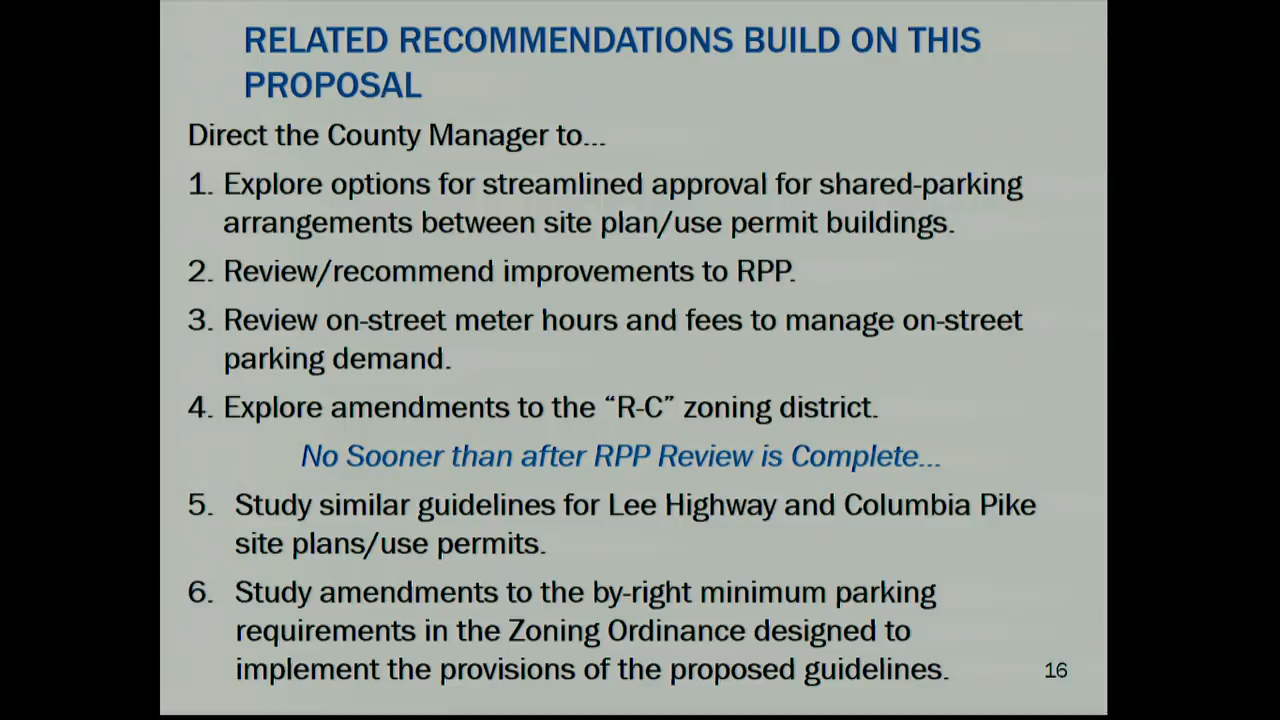 RELATED RECOMMENDATIONS BUILD ON THIS
PROPOSAL
Direct the County Manager to...
1. Explore options for streamlined approval for shared-parking
arrangements between site plan/use permit buildings.
2. Review/recommend improvements to RPP.
3. Review on-street meter hours and fees to manage on-street
parking demand.
4. Explore amendments to the “R-C” zoning district.
No Sooner than after RPP Review is Complete...
5. Study similar guidelines for Lee Highway and Columbia Pike
site plans/use permits.
6. Study amendments to the by-right minimum parking
requirements in the Zoning Ordinance designed to
implement the provisions of the proposed guidelines.
16